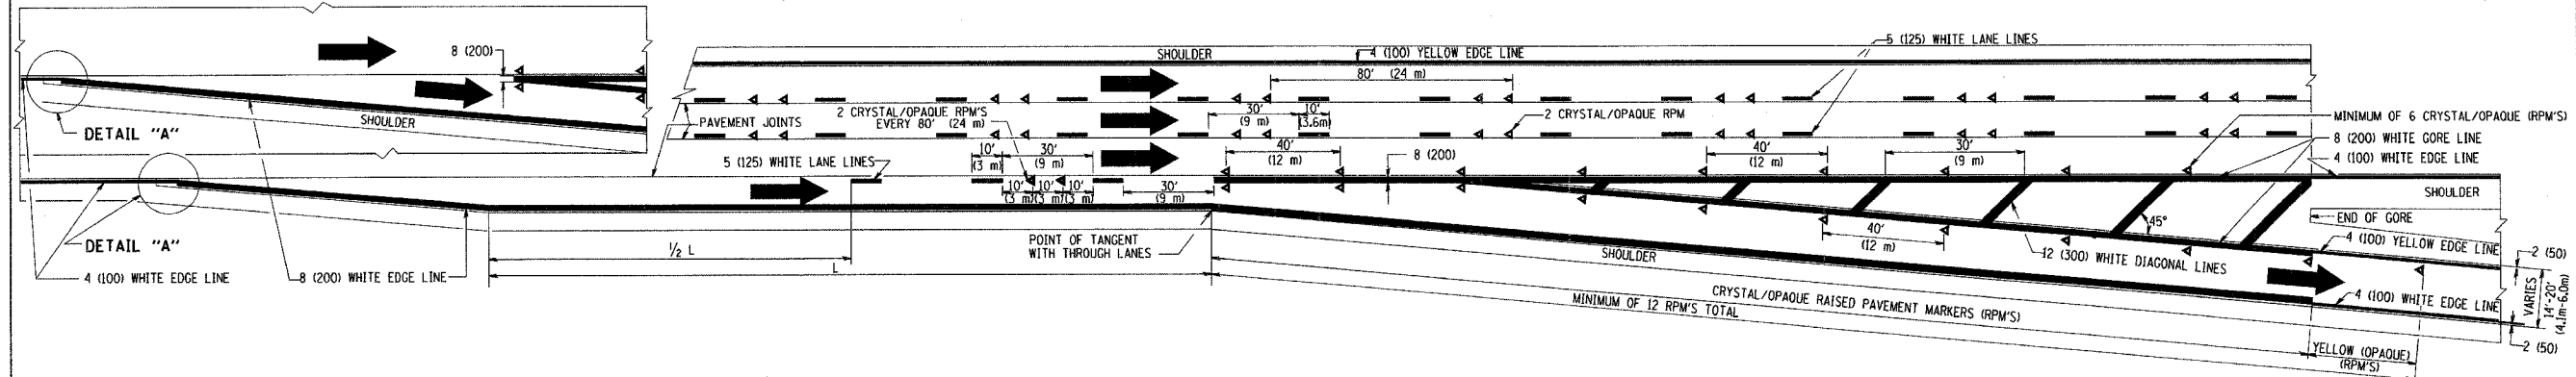 8 (200)
DETAIL "A"
SHOULDER
SHOULDER
4 (100) YELLOW EDGE LINE
5 (125) WHITE LANE LINES
80' (24 m)
PAVEMENT JOINTS
2 CRYSTAL/OPAQUE RPM'S
EVERY 80' (24 m)
30'
(9 m)
10'
(3.6m)
2 CRYSTAL/OPAQUE RPM
MINIMUM OF 6 CRYSTAL/OPAQUE (RPM'S)
8 (200) WHITE GORE LINE
4 (100) WHITE EDGE LINE
5 (125) WHITE LANE LINES
10'
(3 m)
30'
(9 m)
10'
(3 m)
10'
(3 m)
10'
(3 m)
30'
(9 m)
40'
(12 m)
8 (200)
40'
(12 m)
30'
(9 m)
SHOULDER
END OF GORE
45°
40'
(12 m)
4 (100) YELLOW EDGE LINE
12 (300) WHITE DIAGONAL LINES
2 (50)
DETAIL "A"
4 (100) WHITE EDGE LINE
8 (200) WHITE EDGE LINE
1/2 L
L
POINT OF TANGENT
WITH THROUGH LANES
SHOULDER
CRYSTAL/OPAQUE RAISED PAVEMENT MARKERS (RPM'S)
MINIMUM OF 12 RPM'S TOTAL
4 (100) WHITE EDGE LINE
VARIES
14'-20'
(4.1m-6.0m)
2 (50)
YELLOW (OPAQUE)
(RPM'S)